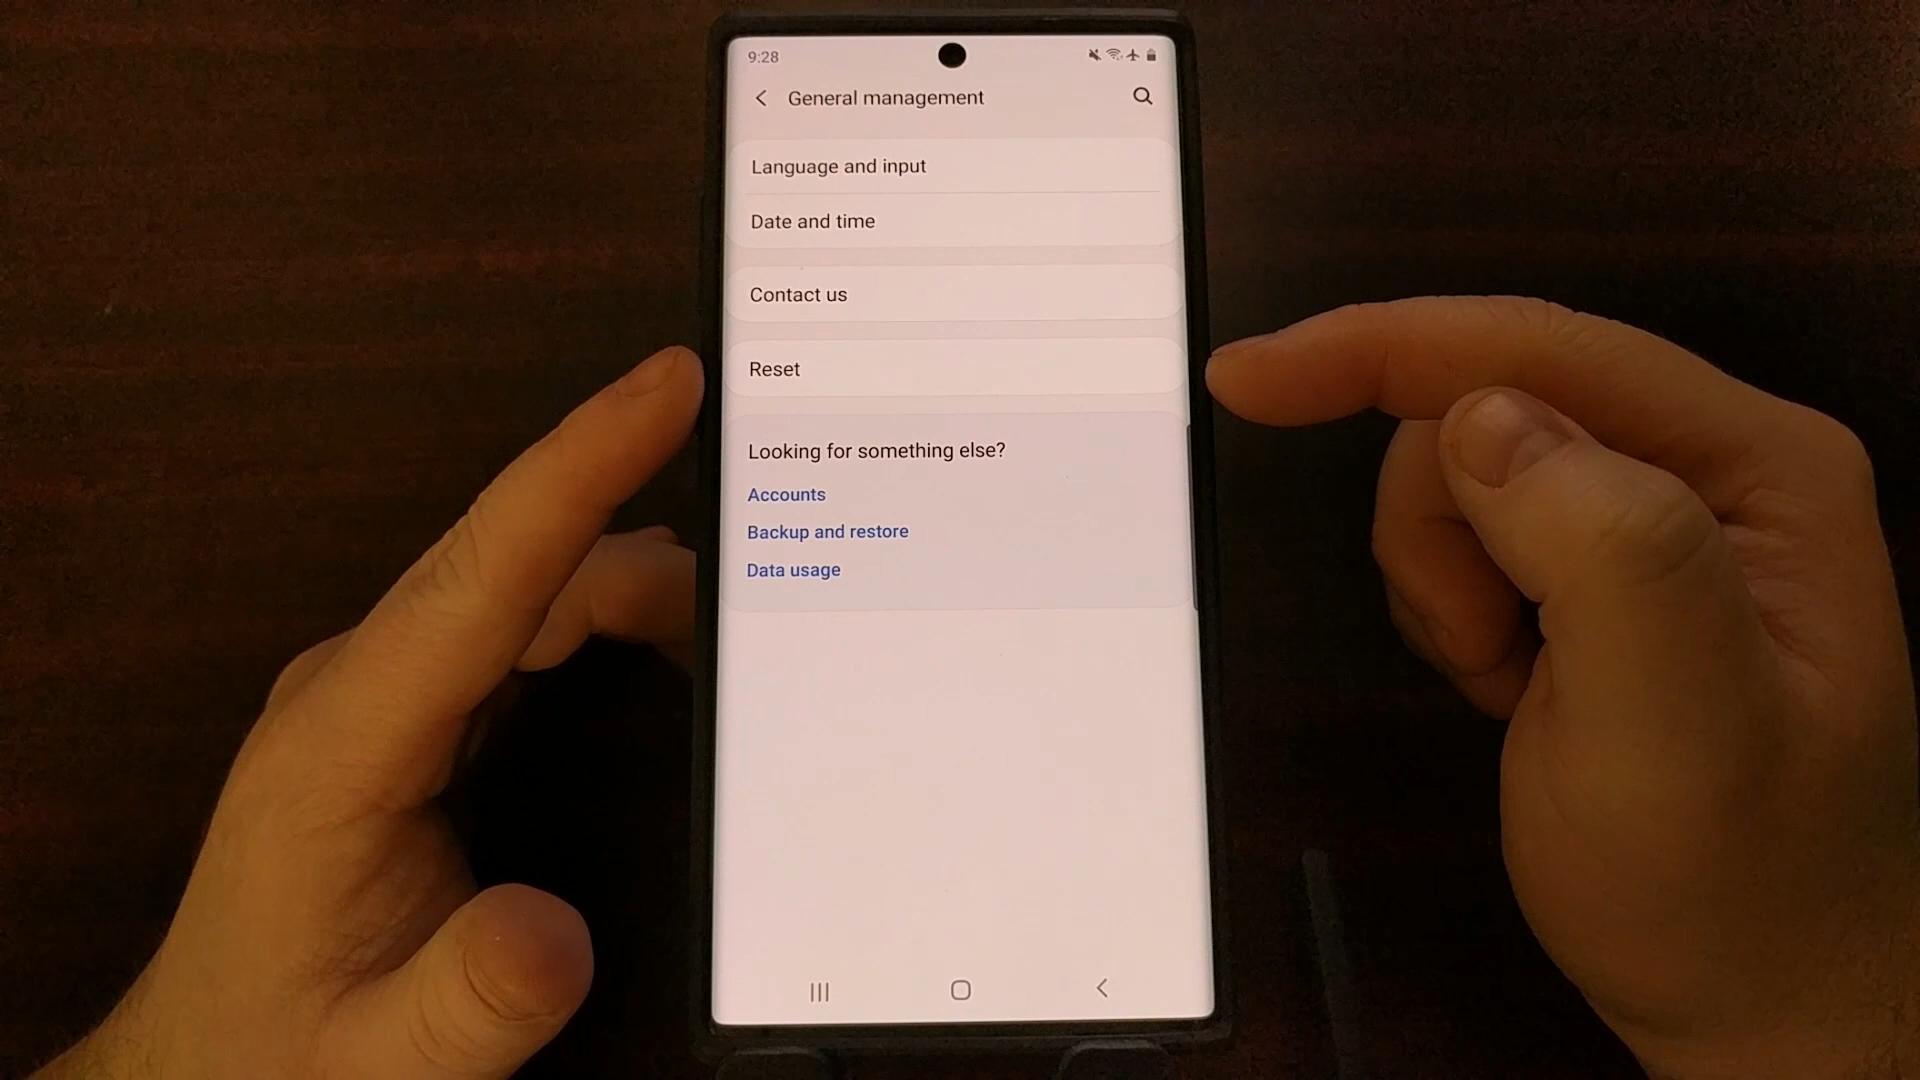 9:28
General management
Language and input
Date and time
Contact us
Reset
Looking for something else?
Accounts
Backup and restore
Data usage